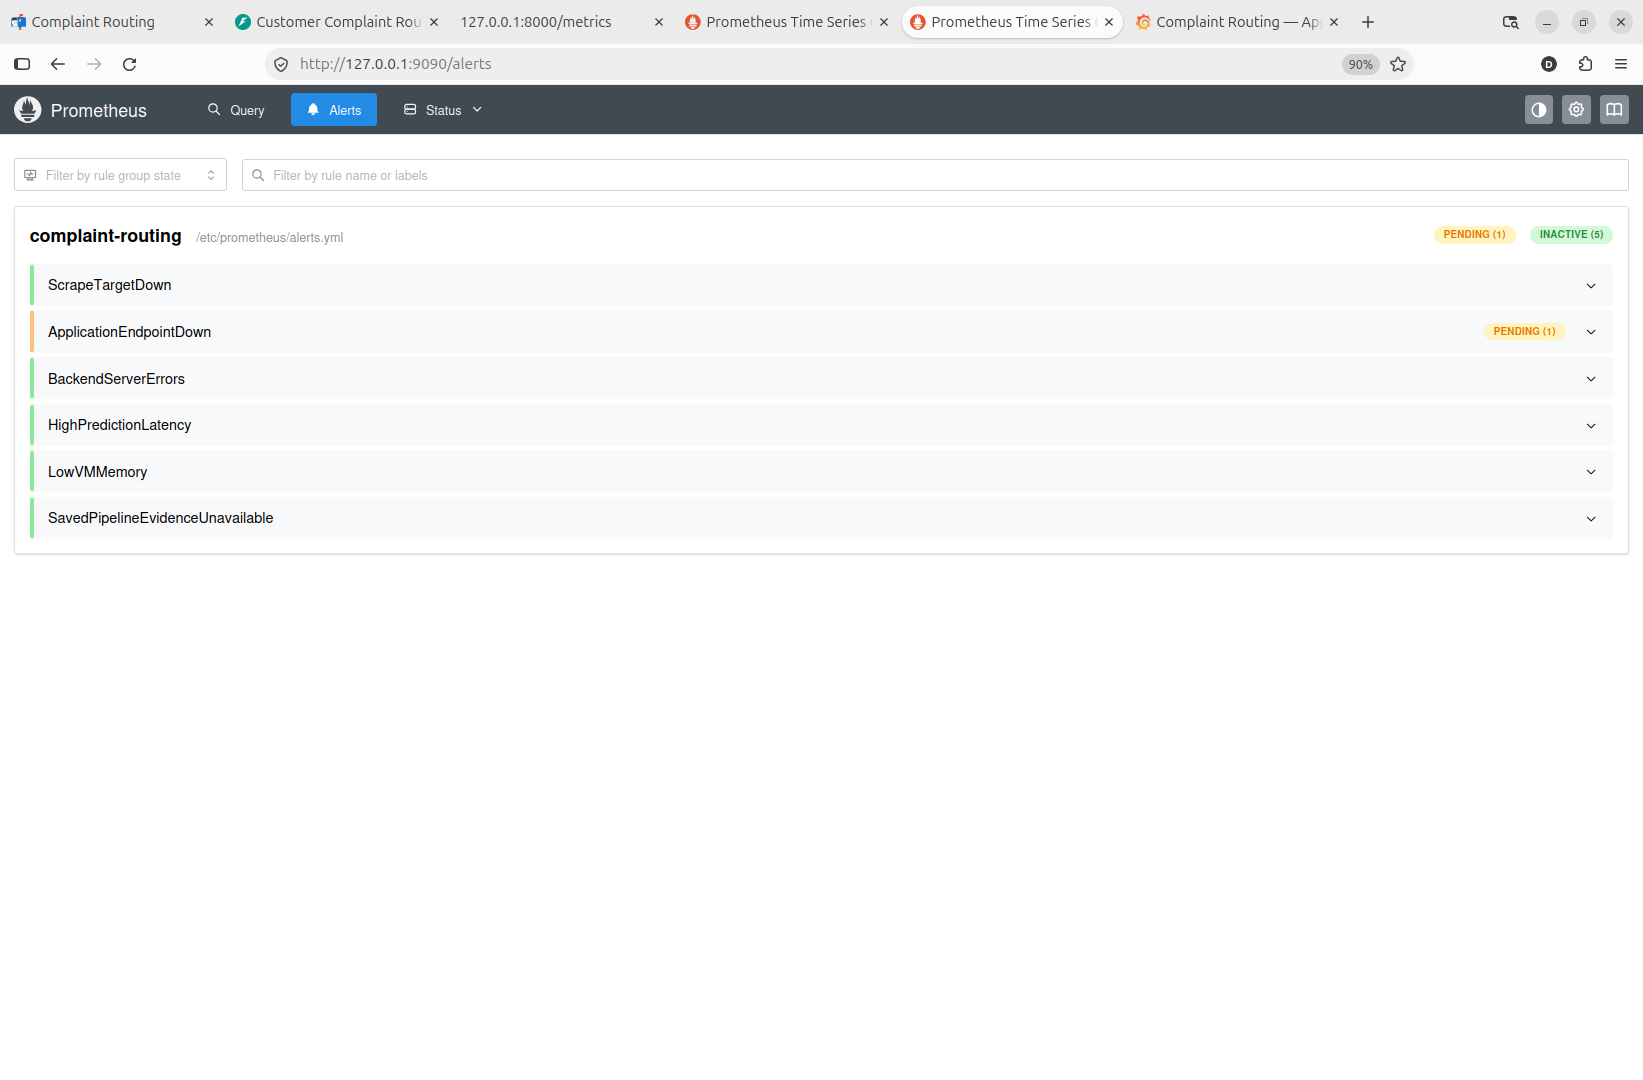 Complaint Routing
Customer Complaint Rou
127.0.0.1:8000/metrics
Prometheus Time Series
Prometheus Time Series
Complaint Routing — Ap
http://127.0.0.1:9090/alerts
90%
D
Prometheus
Query
Alerts
Status
Filter by rule group state
Filter by rule name or labels
complaint-routing /etc/prometheus/alerts.yml PENDING (1) INACTIVE (5)
ScrapeTargetDown
ApplicationEndpointDown PENDING (1)
BackendServerErrors
HighPredictionLatency
LowVMMemory
SavedPipelineEvidenceUnavailable